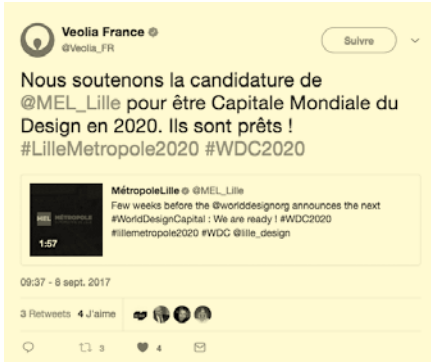 Veolia France
@Veolia_FR
Suivre
Nous soutenons la candidature de
@MEL_Lille pour être Capitale Mondiale du
Design en 2020. Ils sont prêts !
#LilleMetropole2020 #WDC2020
MEL MÉTROPOLE
1:57
MétropoleLille @MEL_Lille
Few weeks before the @worlddesignorg announces the next
#WorldDesignCapital : We are ready ! #WDC2020
#lillemetropole2020 #WDC @lille_design
09:37 - 8 sept. 2017
3 Retweets 4 J'aime
3 4